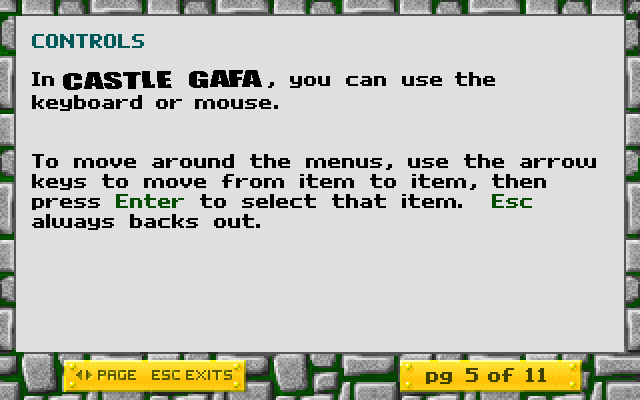 CONTROLS
In CASTLE GAFA, you can use the
keyboard or mouse.
To move around the menus, use the arrow
keys to move from item to item, then
press Enter to select that item. Esc
always backs out.
PAGE ESC EXITS
pg 5 of 11